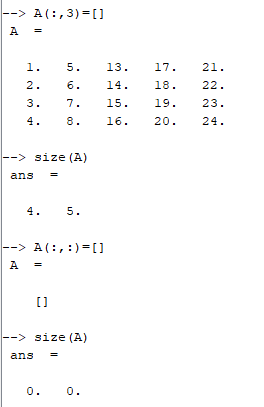 --> A(:,3)=[]
A =
1. 5. 13. 17. 21.
2. 6. 14. 18. 22.
3. 7. 15. 19. 23.
4. 8. 16. 20. 24.
--> size(A)
ans =
4. 5.
--> A(:,:)=[]
A =
[]
--> size(A)
ans =
0. 0.